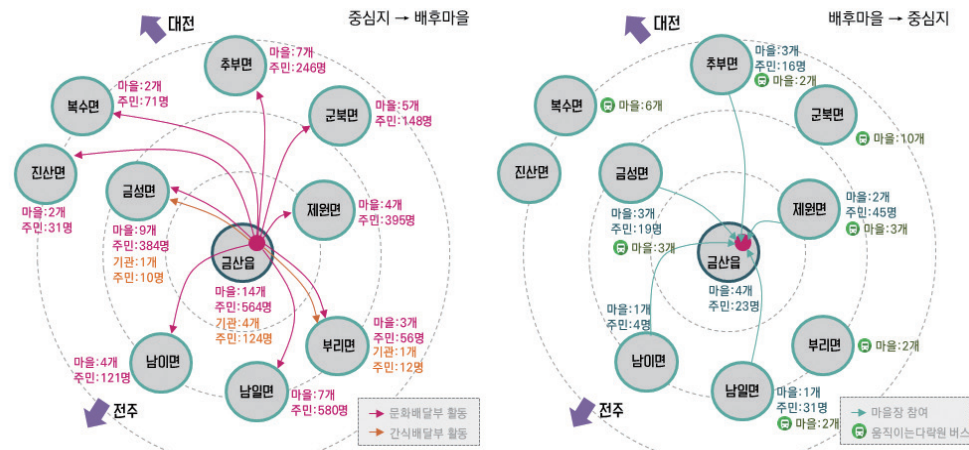 중심지 → 배후마을
대전
추부면
마을:7개
주민:246명
복수면
마을:2개
주민:71명
군북면
마을:5개
주민:148명
진산면
마을:2개
주민:31명
금성면
마을:9개
주민:384명
기관:1개
주민:10명
제원면
마을:4개
주민:395명
금산읍
마을:14개
주민:564명
기관:4개
주민:124명
부리면
마을:3개
주민:56명
기관:1개
주민:12명
남이면
마을:4개
주민:121명
남일면
마을:7개
주민:580명
전주
문화배달부 활동
간식배달부 활동
배후마을 → 중심지
대전
추부면
마을:3개
주민:16명
마을:2개
복수면
마을:6개
군북면
마을:10개
진산면
금성면
마을:3개
주민:19명
마을:3개
제원면
마을:2개
주민:45명
마을:3개
금산읍
마을:4개
주민:23명
남이면
마을:1개
주민:4명
부리면
마을:2개
남일면
마을:1개
주민:31명
마을:2개
전주
마을장 참여
움직이는다락원 버스